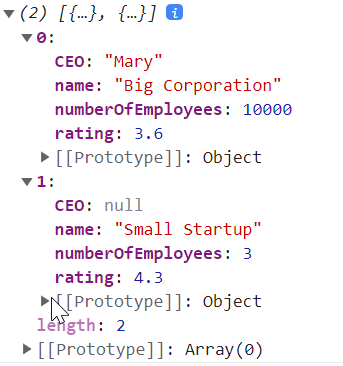 (2) [{…}, {…}] i
0:
CEO: "Mary"
name: "Big Corporation"
numberOfEmployees: 10000
rating: 3.6
[[Prototype]]: Object
1:
CEO: null
name: "Small Startup"
numberOfEmployees: 3
rating: 4.3
[[Prototype]]: Object
length: 2
[[Prototype]]: Array(0)